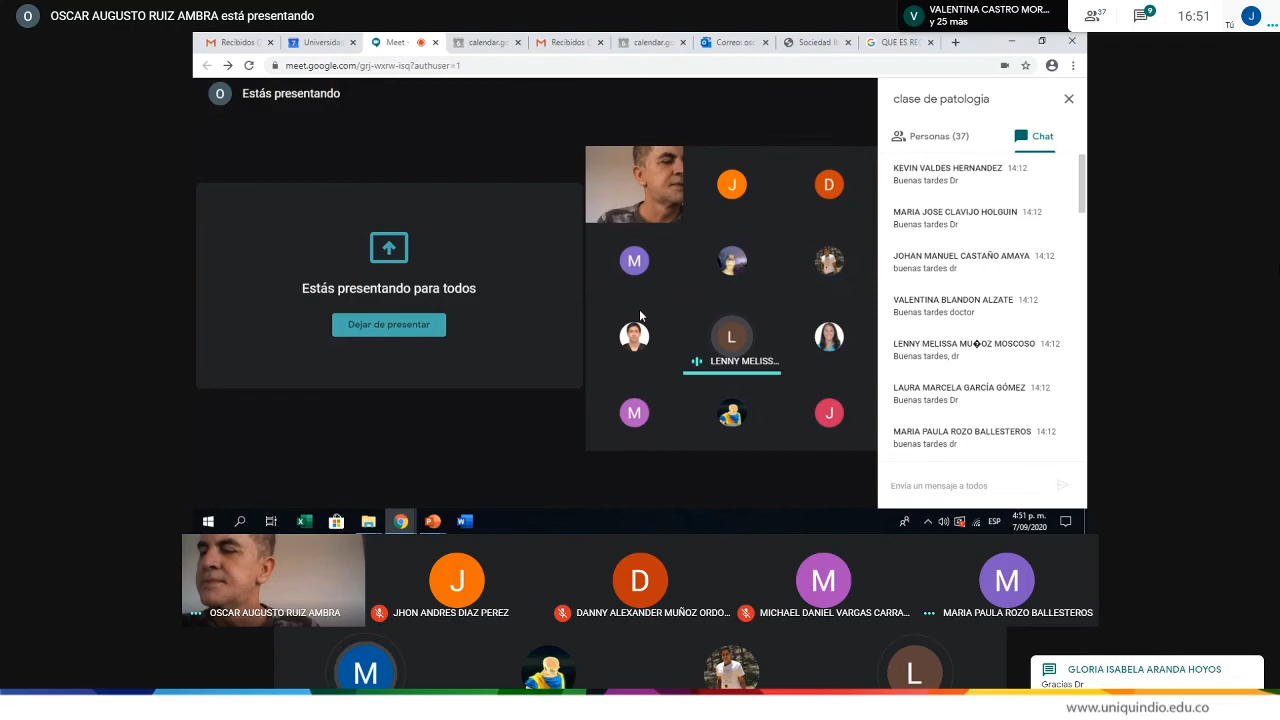 O
OSCAR AUGUSTO RUIZ AMBRA está presentando
V
VALENTINA CASTRO MOR...
y 25 más
37
9
16:51
Tú
J
Recibidos (
Universidas
Meet -
calendar.go
Recibidos (
calendar.go
Correo: os
Sociedad R
QUE ES REC
meet.google.com/grj-wxrw-isq?authuser=1
O
Estás presentando
clase de patologia
Personas (37)
Chat
KEVIN VALDES HERNANDEZ 14:12
Buenas tardes Dr
MARIA JOSE CLAVIJO HOLGUIN 14:12
Buenas tardes Dr
JOHAN MANUEL CASTAÑO AMAYA 14:12
buenas tardes dr
VALENTINA BLANDON ALZATE 14:12
Buenas tardes doctor
LENNY MELISSA MU�OZ MOSCOSO 14:12
Buenas tardes, dr
LAURA MARCELA GARCÍA GÓMEZ 14:12
Buenas tardes Dr
MARIA PAULA ROZO BALLESTEROS 14:12
buenas tardes dr
Envía un mensaje a todos
Estás presentando para todos
Dejar de presentar
J
D
M
L
LENNY MELISS...
M
J
ESP
4:51 p. m.
7/09/2020
OSCAR AUGUSTO RUIZ AMBRA
J
JHON ANDRES DIAZ PEREZ
D
DANNY ALEXANDER MUÑOZ ORDO...
M
MICHAEL DANIEL VARGAS CARRA...
M
MARIA PAULA ROZO BALLESTEROS
M
L
GLORIA ISABELA ARANDA HOYOS
Gracias Dr
www.uniquindio.edu.co